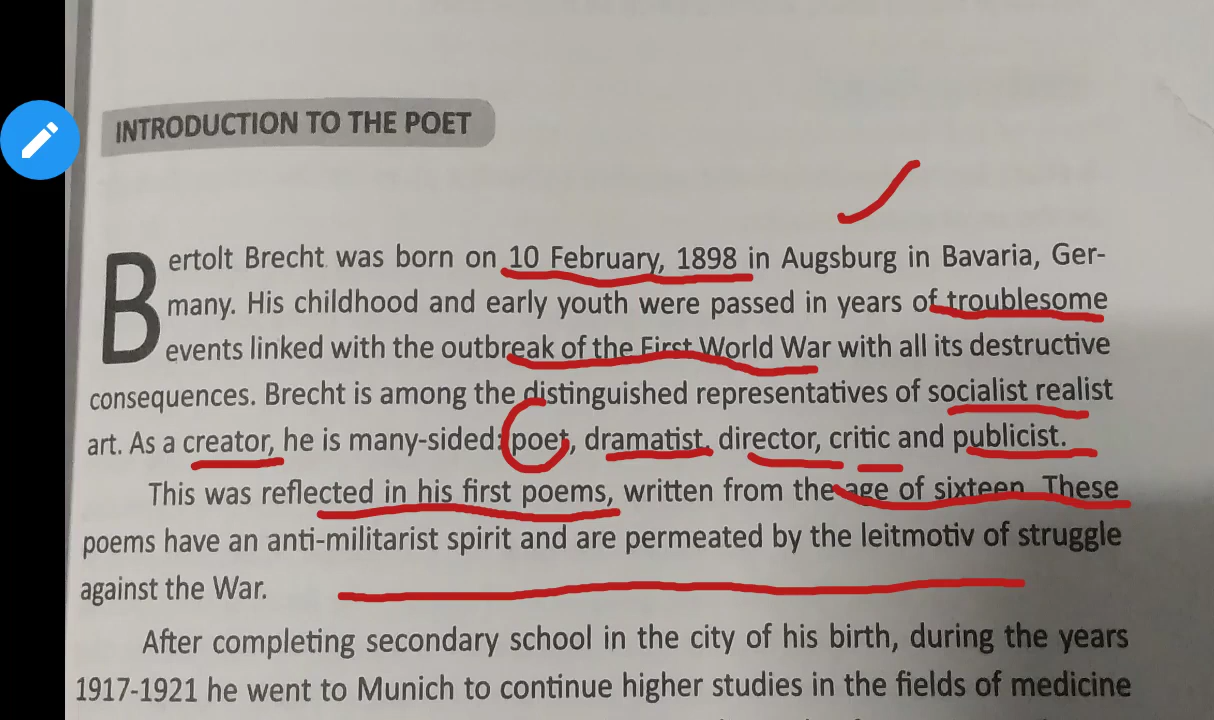 INTRODUCTION TO THE POET
Bertolt Brecht was born on 10 February, 1898 in Augsburg in Bavaria, Ger-
many. His childhood and early youth were passed in years of troublesome
events linked with the outbreak of the First World War with all its destructive
consequences. Brecht is among the distinguished representatives of socialist realist
art. As a creator, he is many-sided: poet, dramatist, director, critic and publicist.
This was reflected in his first poems, written from the age of sixteen. These
poems have an anti-militarist spirit and are permeated by the leitmotiv of struggle
against the War.
After completing secondary school in the city of his birth, during the years
1917-1921 he went to Munich to continue higher studies in the fields of medicine